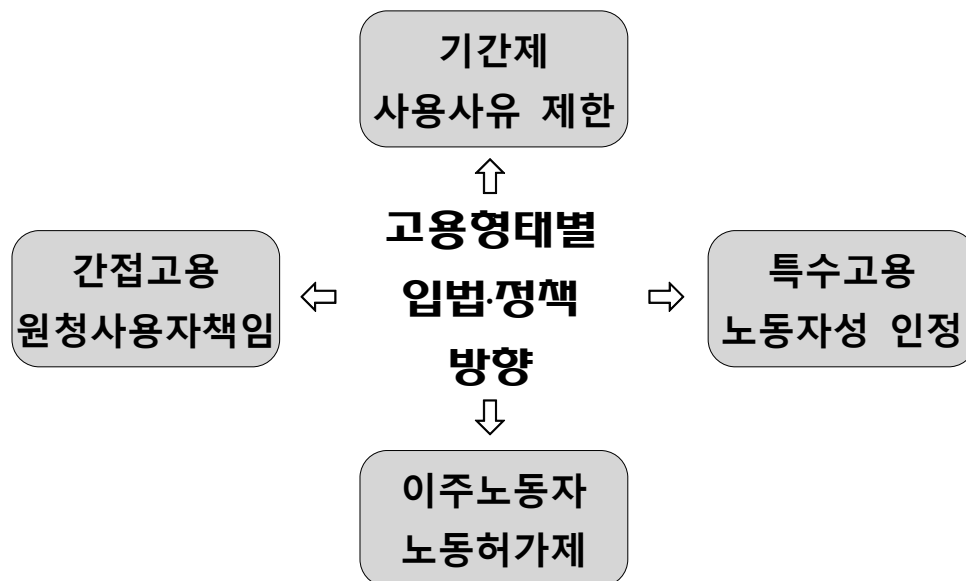 기간제
사용사유 제한
고용형태별
입법·정책
방향
간접고용
원청사용자책임
특수고용
노동자성 인정
이주노동자
노동허가제